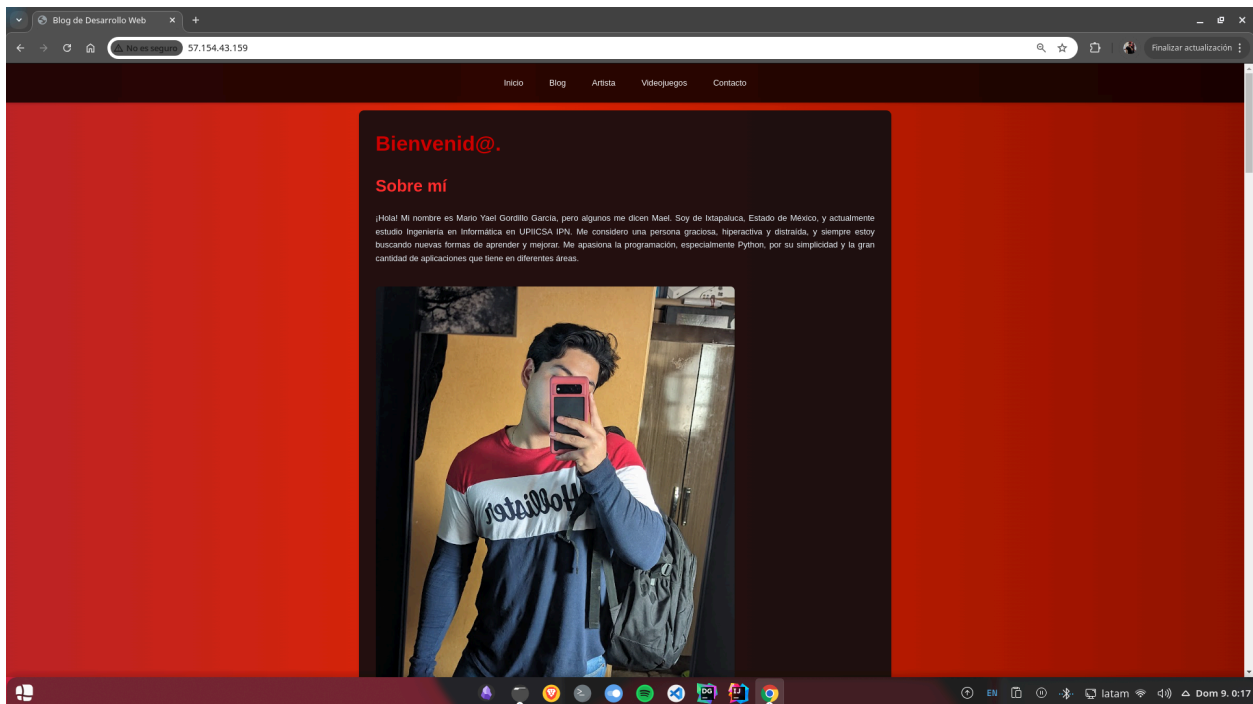 Blog de Desarrollo Web
No es seguro 57.154.43.159
Finalizar actualización
Inicio Blog Artista Videojuegos Contacto
Bienvenid@.
Sobre mí
¡Hola! Mi nombre es Mario Yael Gordillo García, pero algunos me dicen Mael. Soy de Ixtapaluca, Estado de México, y actualmente
estudio Ingeniería en Informática en UPIICSA IPN. Me considero una persona graciosa, hiperactiva y distraída, y siempre estoy
buscando nuevas formas de aprender y mejorar. Me apasiona la programación, especialmente Python, por su simplicidad y la gran
cantidad de aplicaciones que tiene en diferentes áreas.
Hollister
PG IJ
EN latam Dom 9. 0:17